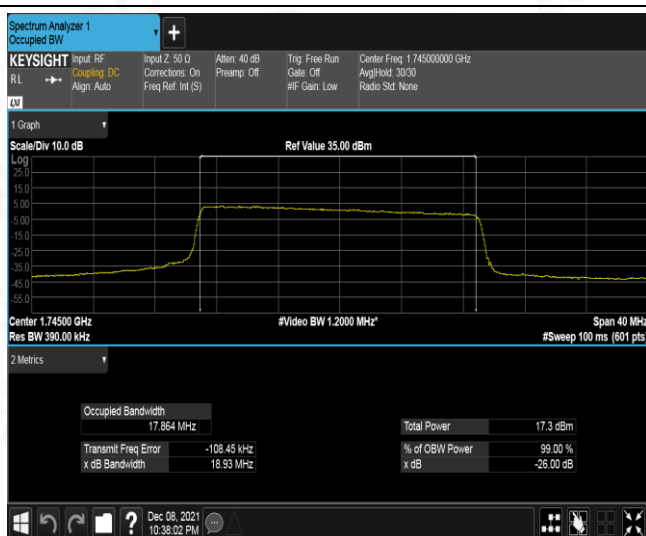 Spectrum Analyzer 1
Occupied BW
+
KEYSIGHT Input: RF Input Z: 50 Ω Atten: 40 dB Trig: Free Run Center Freq: 1.745000000 GHz
RL Coupling: DC Corrections: On Preamp: Off Gate: Off Avg|Hold: 30/30
Align: Auto Freq Ref: Int (S) #IF Gain: Low Radio Std: None
LXI
1 Graph
Scale/Div 10.0 dB Ref Value 35.00 dBm
Log
25.0
15.0
5.00
-5.00
-15.0
-25.0
-35.0
-45.0
-55.0
Center 1.74500 GHz #Video BW 1.2000 MHz* Span 40 MHz
Res BW 390.00 kHz #Sweep 100 ms (601 pts)
2 Metrics
Occupied Bandwidth
17.864 MHz Total Power 17.3 dBm
Transmit Freq Error -108.45 kHz % of OBW Power 99.00 %
x dB Bandwidth 18.93 MHz x dB -26.00 dB
? Dec 08, 2021
10:38:02 PM